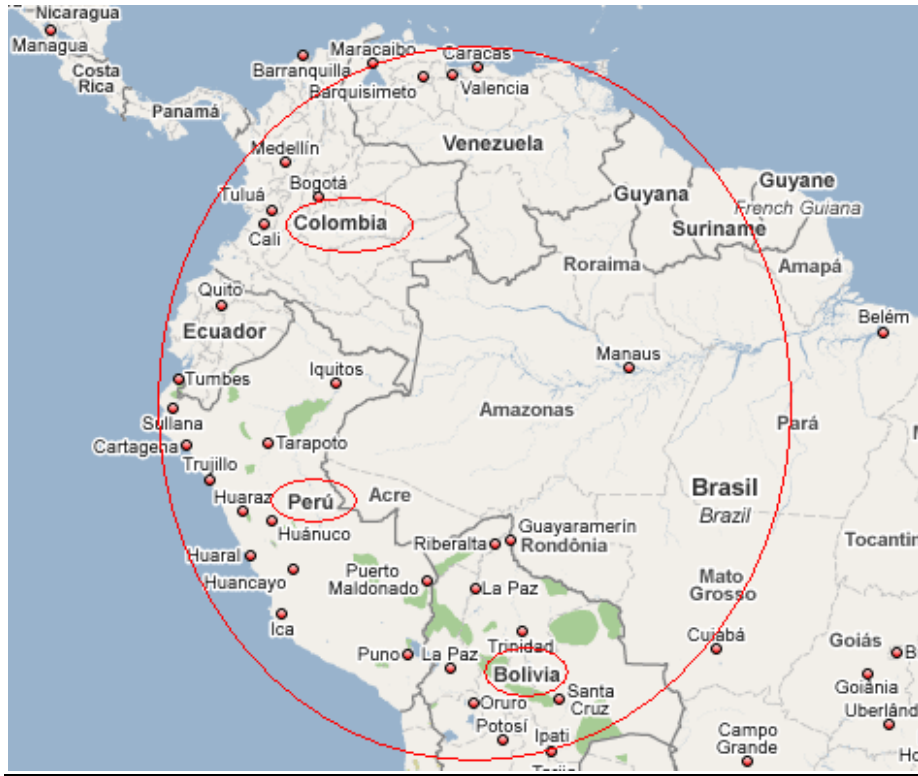 Nicaragua
Managua
Costa
Rica
Panamá
Barranquilla
Maracaibo
Caracas
Barquisimeto
Valencia
Venezuela
Medellín
Bogotá
Tuluá
Colombia
Cali
Guyana
Guyane
French Guiana
Suriname
Roraima
Amapá
Quito
Ecuador
Belém
Manaus
Iquitos
Tumbes
Amazonas
Pará
Sullana
Cartagena
Tarapoto
Trujillo
Huaraz
Perú
Acre
Brasil
Brazil
Huánuco
Guayaramerín
Riberalta
Rondônia
Tocantin
Huaral
Huancayo
Puerto
Maldonado
La Paz
Mato
Grosso
Ica
Trinidad
Cuiabá
Goiás
B
Puno
La Paz
Bolivia
Goiânia
Santa
Cruz
Oruro
Uberlând
Potosí
Ipati
Campo
Grande
Ho